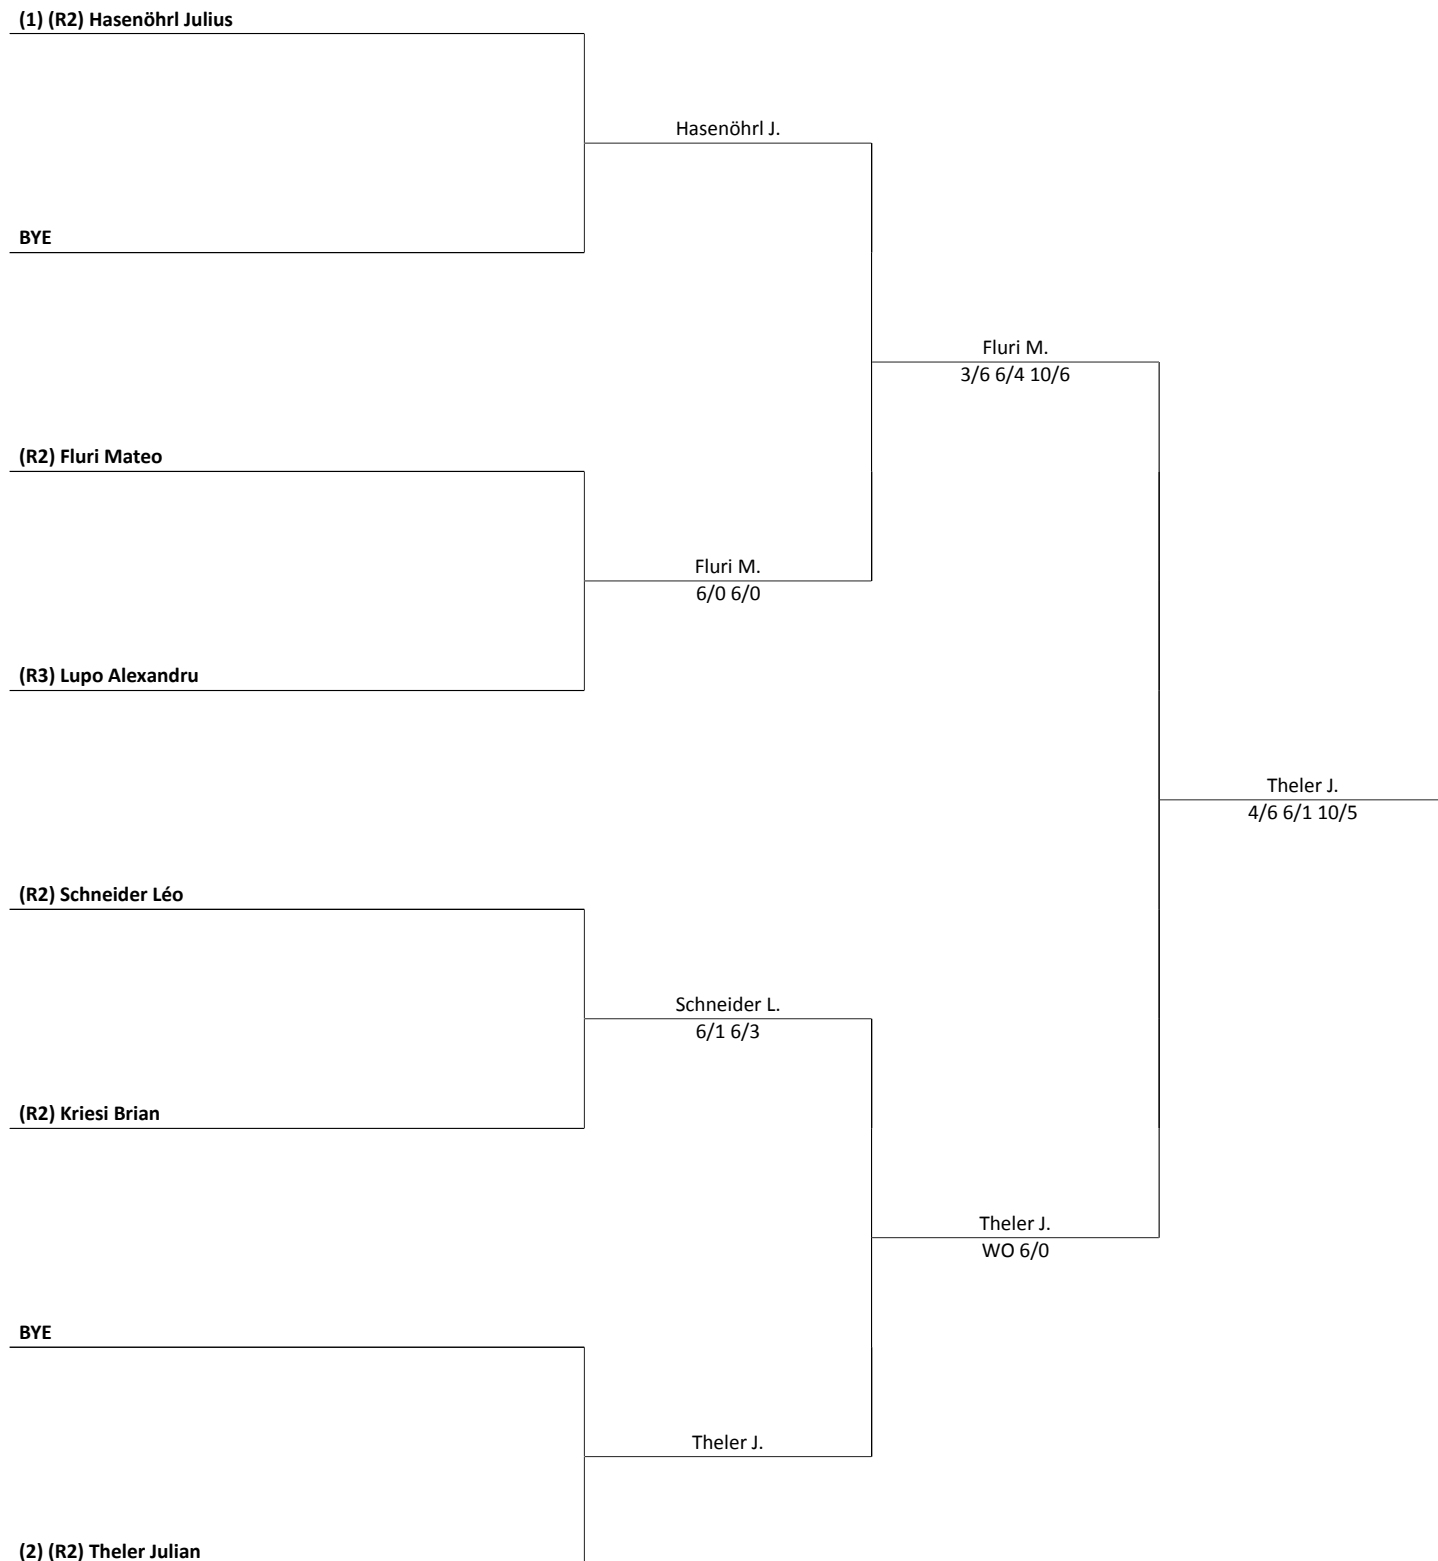 (1) (R2) Hasenöhrl Julius
Hasenöhrl J.
BYE
Fluri M.
3/6 6/4 10/6
(R2) Fluri Mateo
Fluri M.
6/0 6/0
(R3) Lupo Alexandru
Theler J.
4/6 6/1 10/5
(R2) Schneider Léo
Schneider L.
6/1 6/3
(R2) Kriesi Brian
Theler J.
WO 6/0
BYE
Theler J.
(2) (R2) Theler Julian